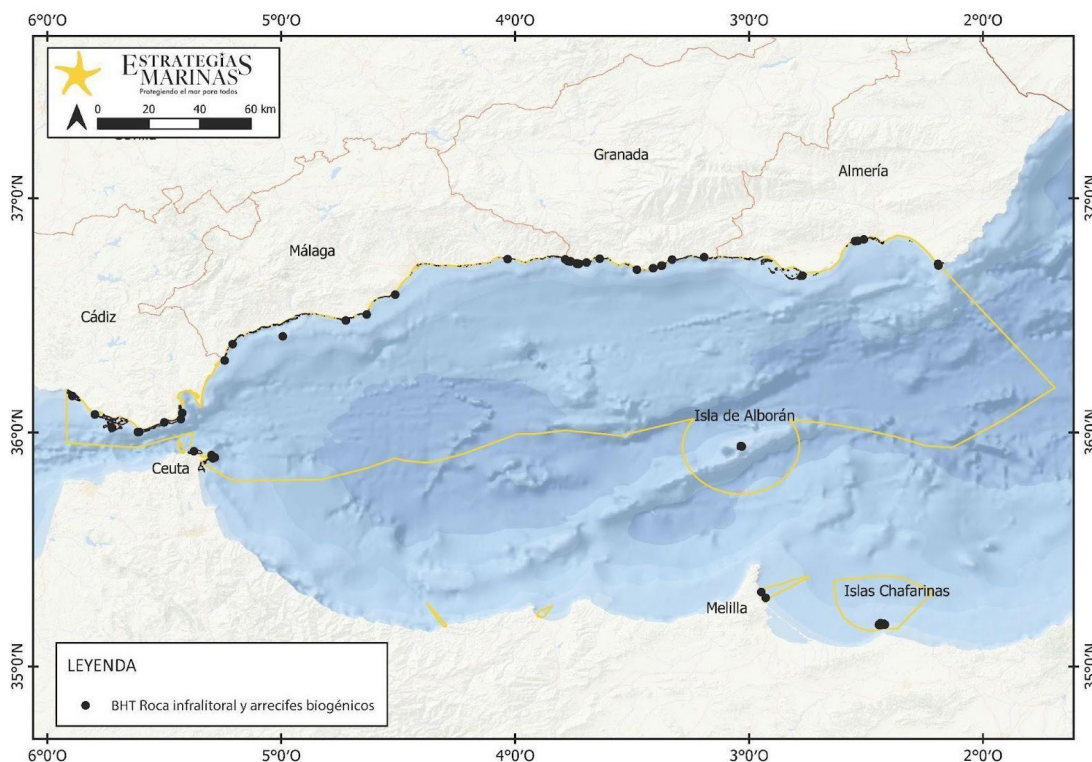 6°0'O 5°0'O 4°0'O 3°0'O 2°0'O
ESTRATEGIAS
MARINAS
Protegiendo el mar para todos
0 20 40 60 km
Granada
Almería
37°0'N 37°0'N
Málaga
Cádiz
Isla de Alborán
36°0'N 36°0'N
Ceuta
Islas Chafarinas
Melilla
LEYENDA
35°0'N 35°0'N
BHT Roca infralitoral y arrecifes biogénicos
6°0'O 5°0'O 4°0'O 3°0'O 2°0'O